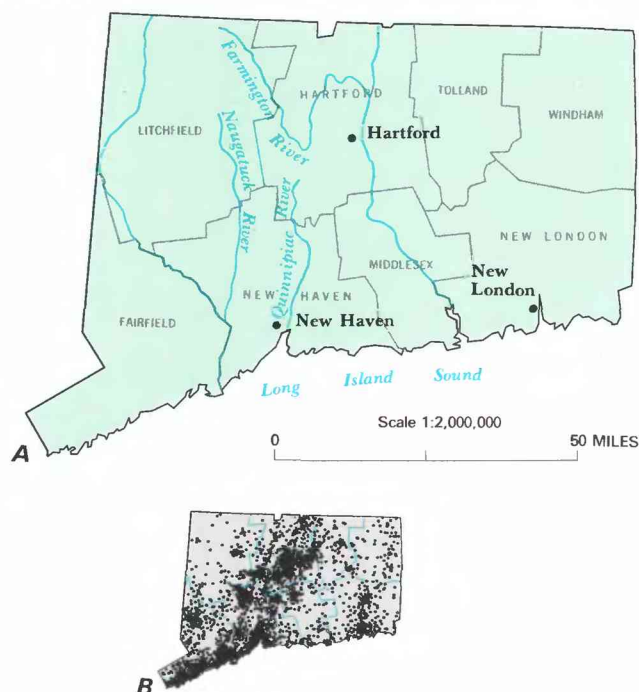 Farmington
River
HARTFORD
TOLLAND
WINDHAM
LITCHFIELD
Naugatuck
River
Hartford
Quinnipiac
River
NEW LONDON
MIDDLESEX
New
London
NEW HAVEN
FAIRFIELD
New Haven
Long Island Sound
Scale 1:2,000,000
0 50 MILES
A
B